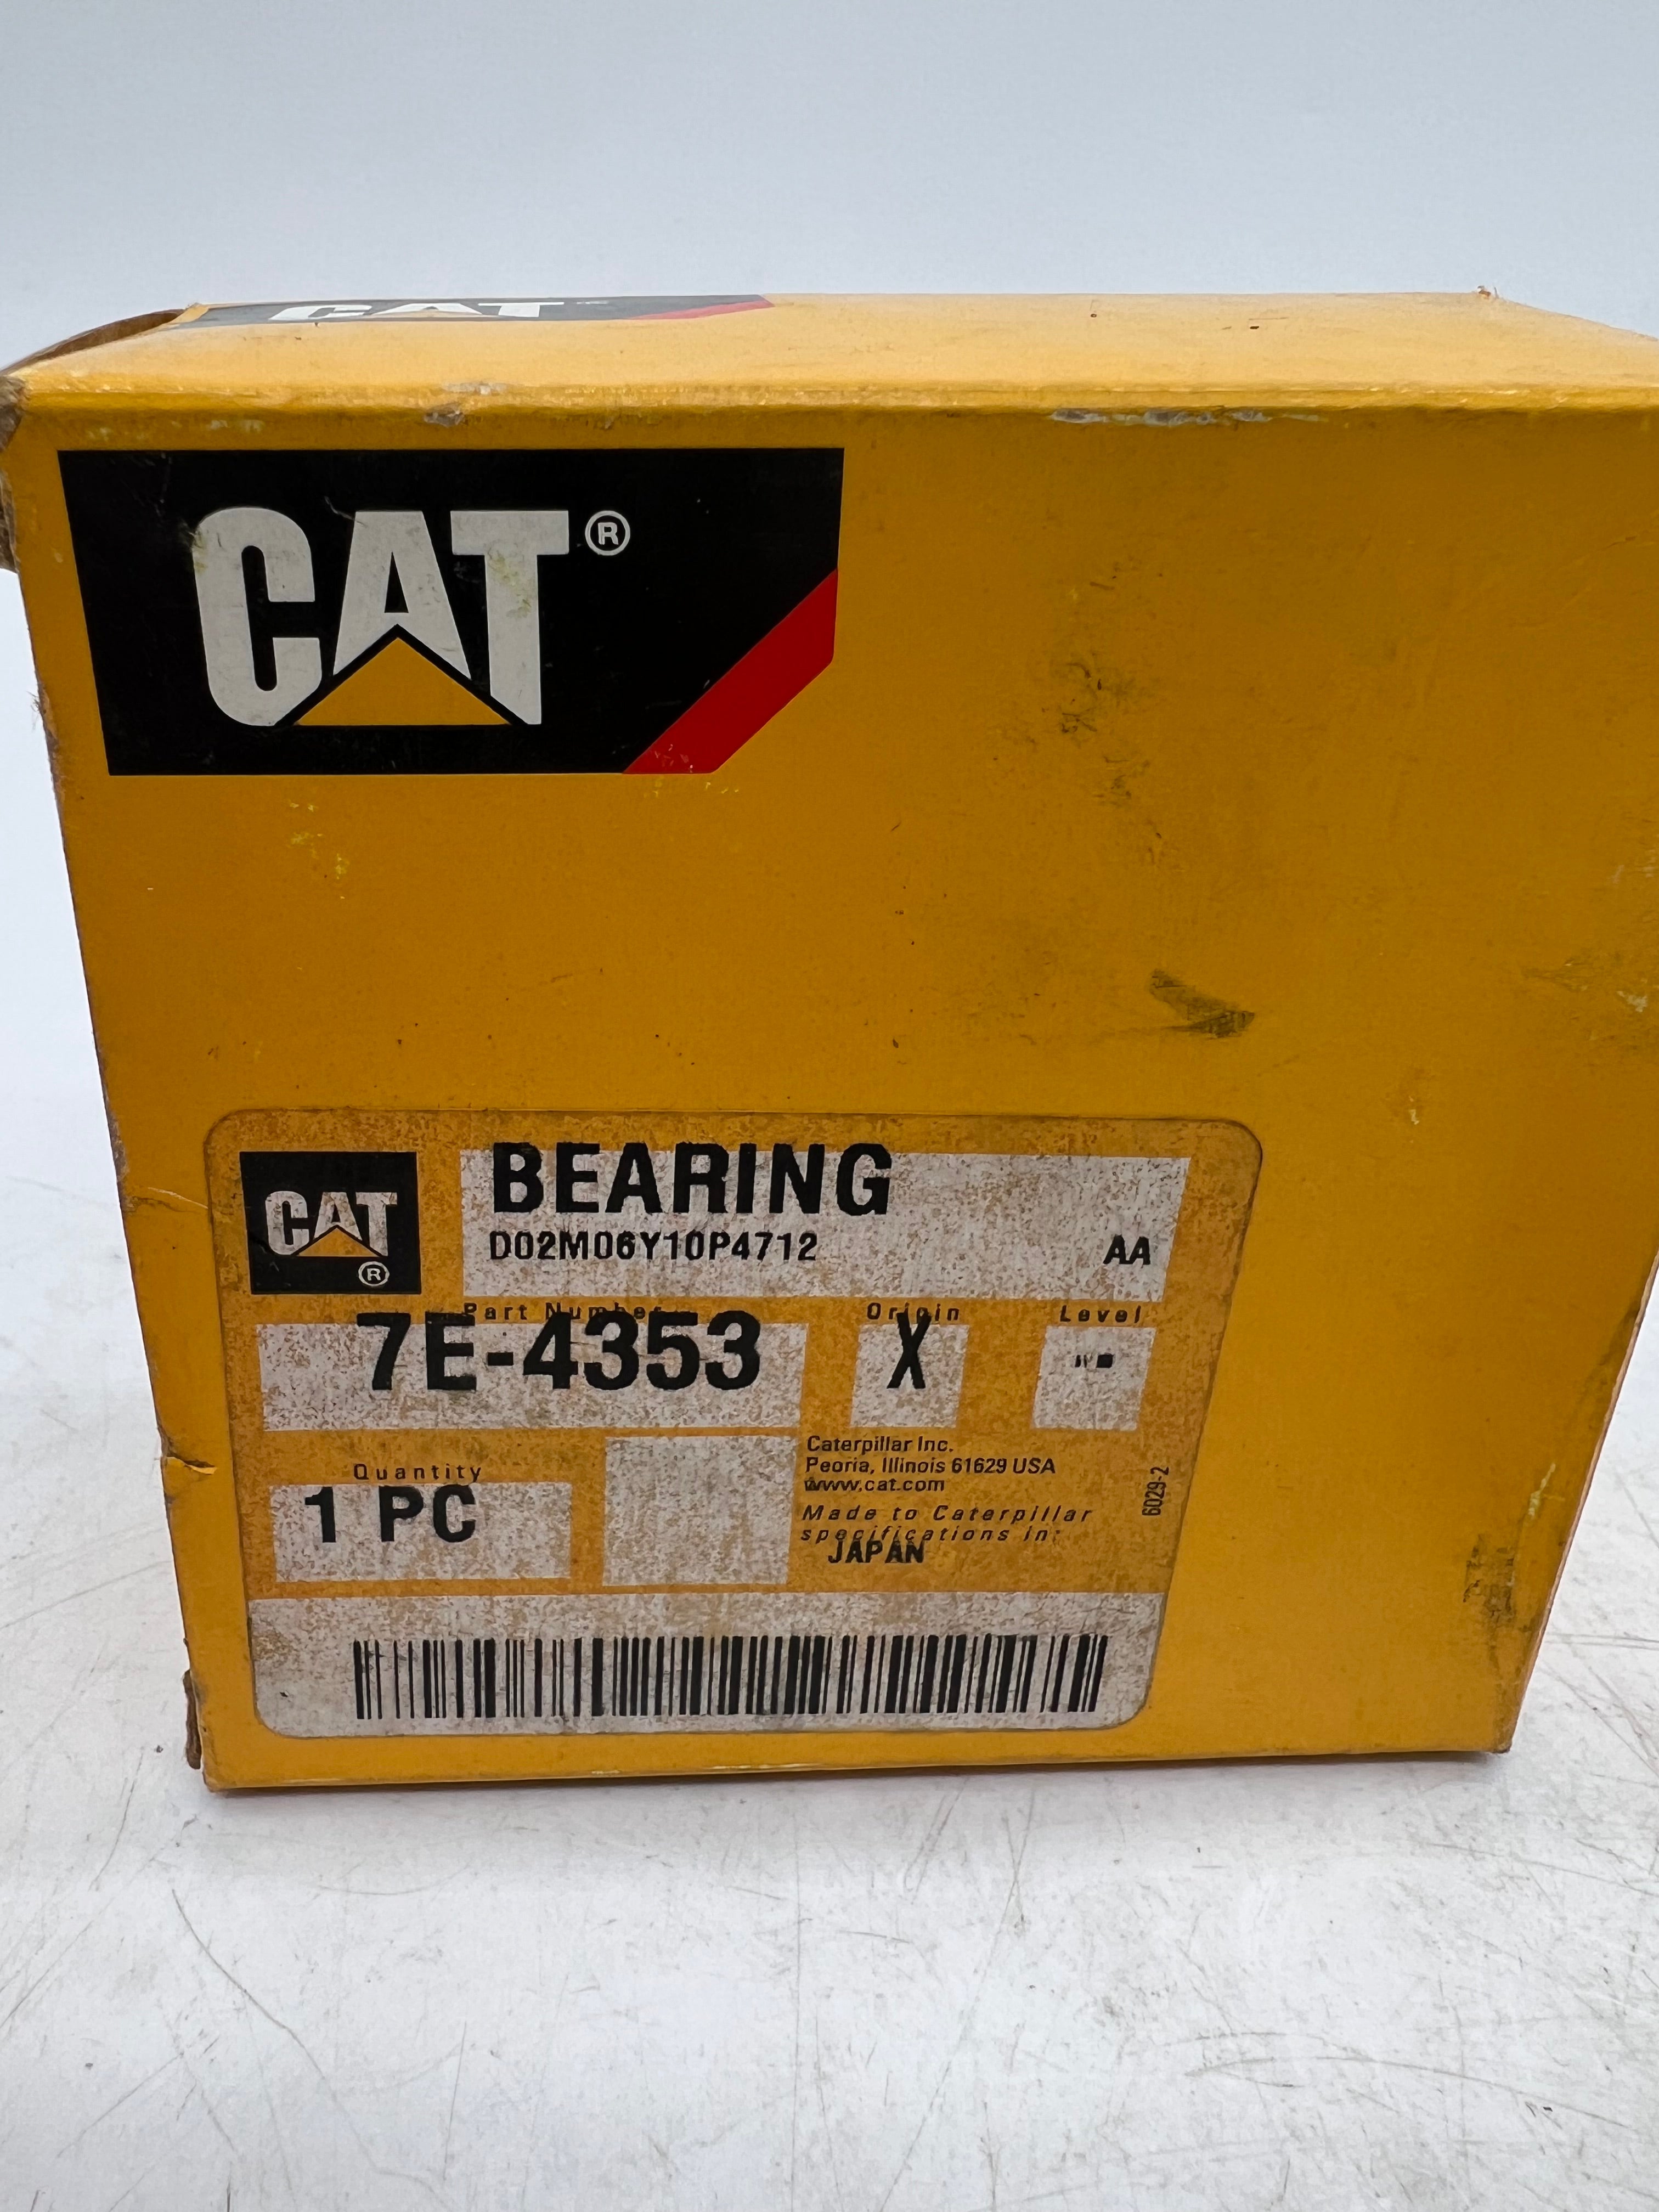 CAT
CAT®
CAT®
BEARING
D02M06Y10P4712 AA
Part Number Origin Level
7E-4353 X
Quantity
1 PC
Caterpillar Inc.
Peoria, Illinois 61629 USA
www.cat.com
Made to Caterpillar
specifications in:
JAPAN
6029-2